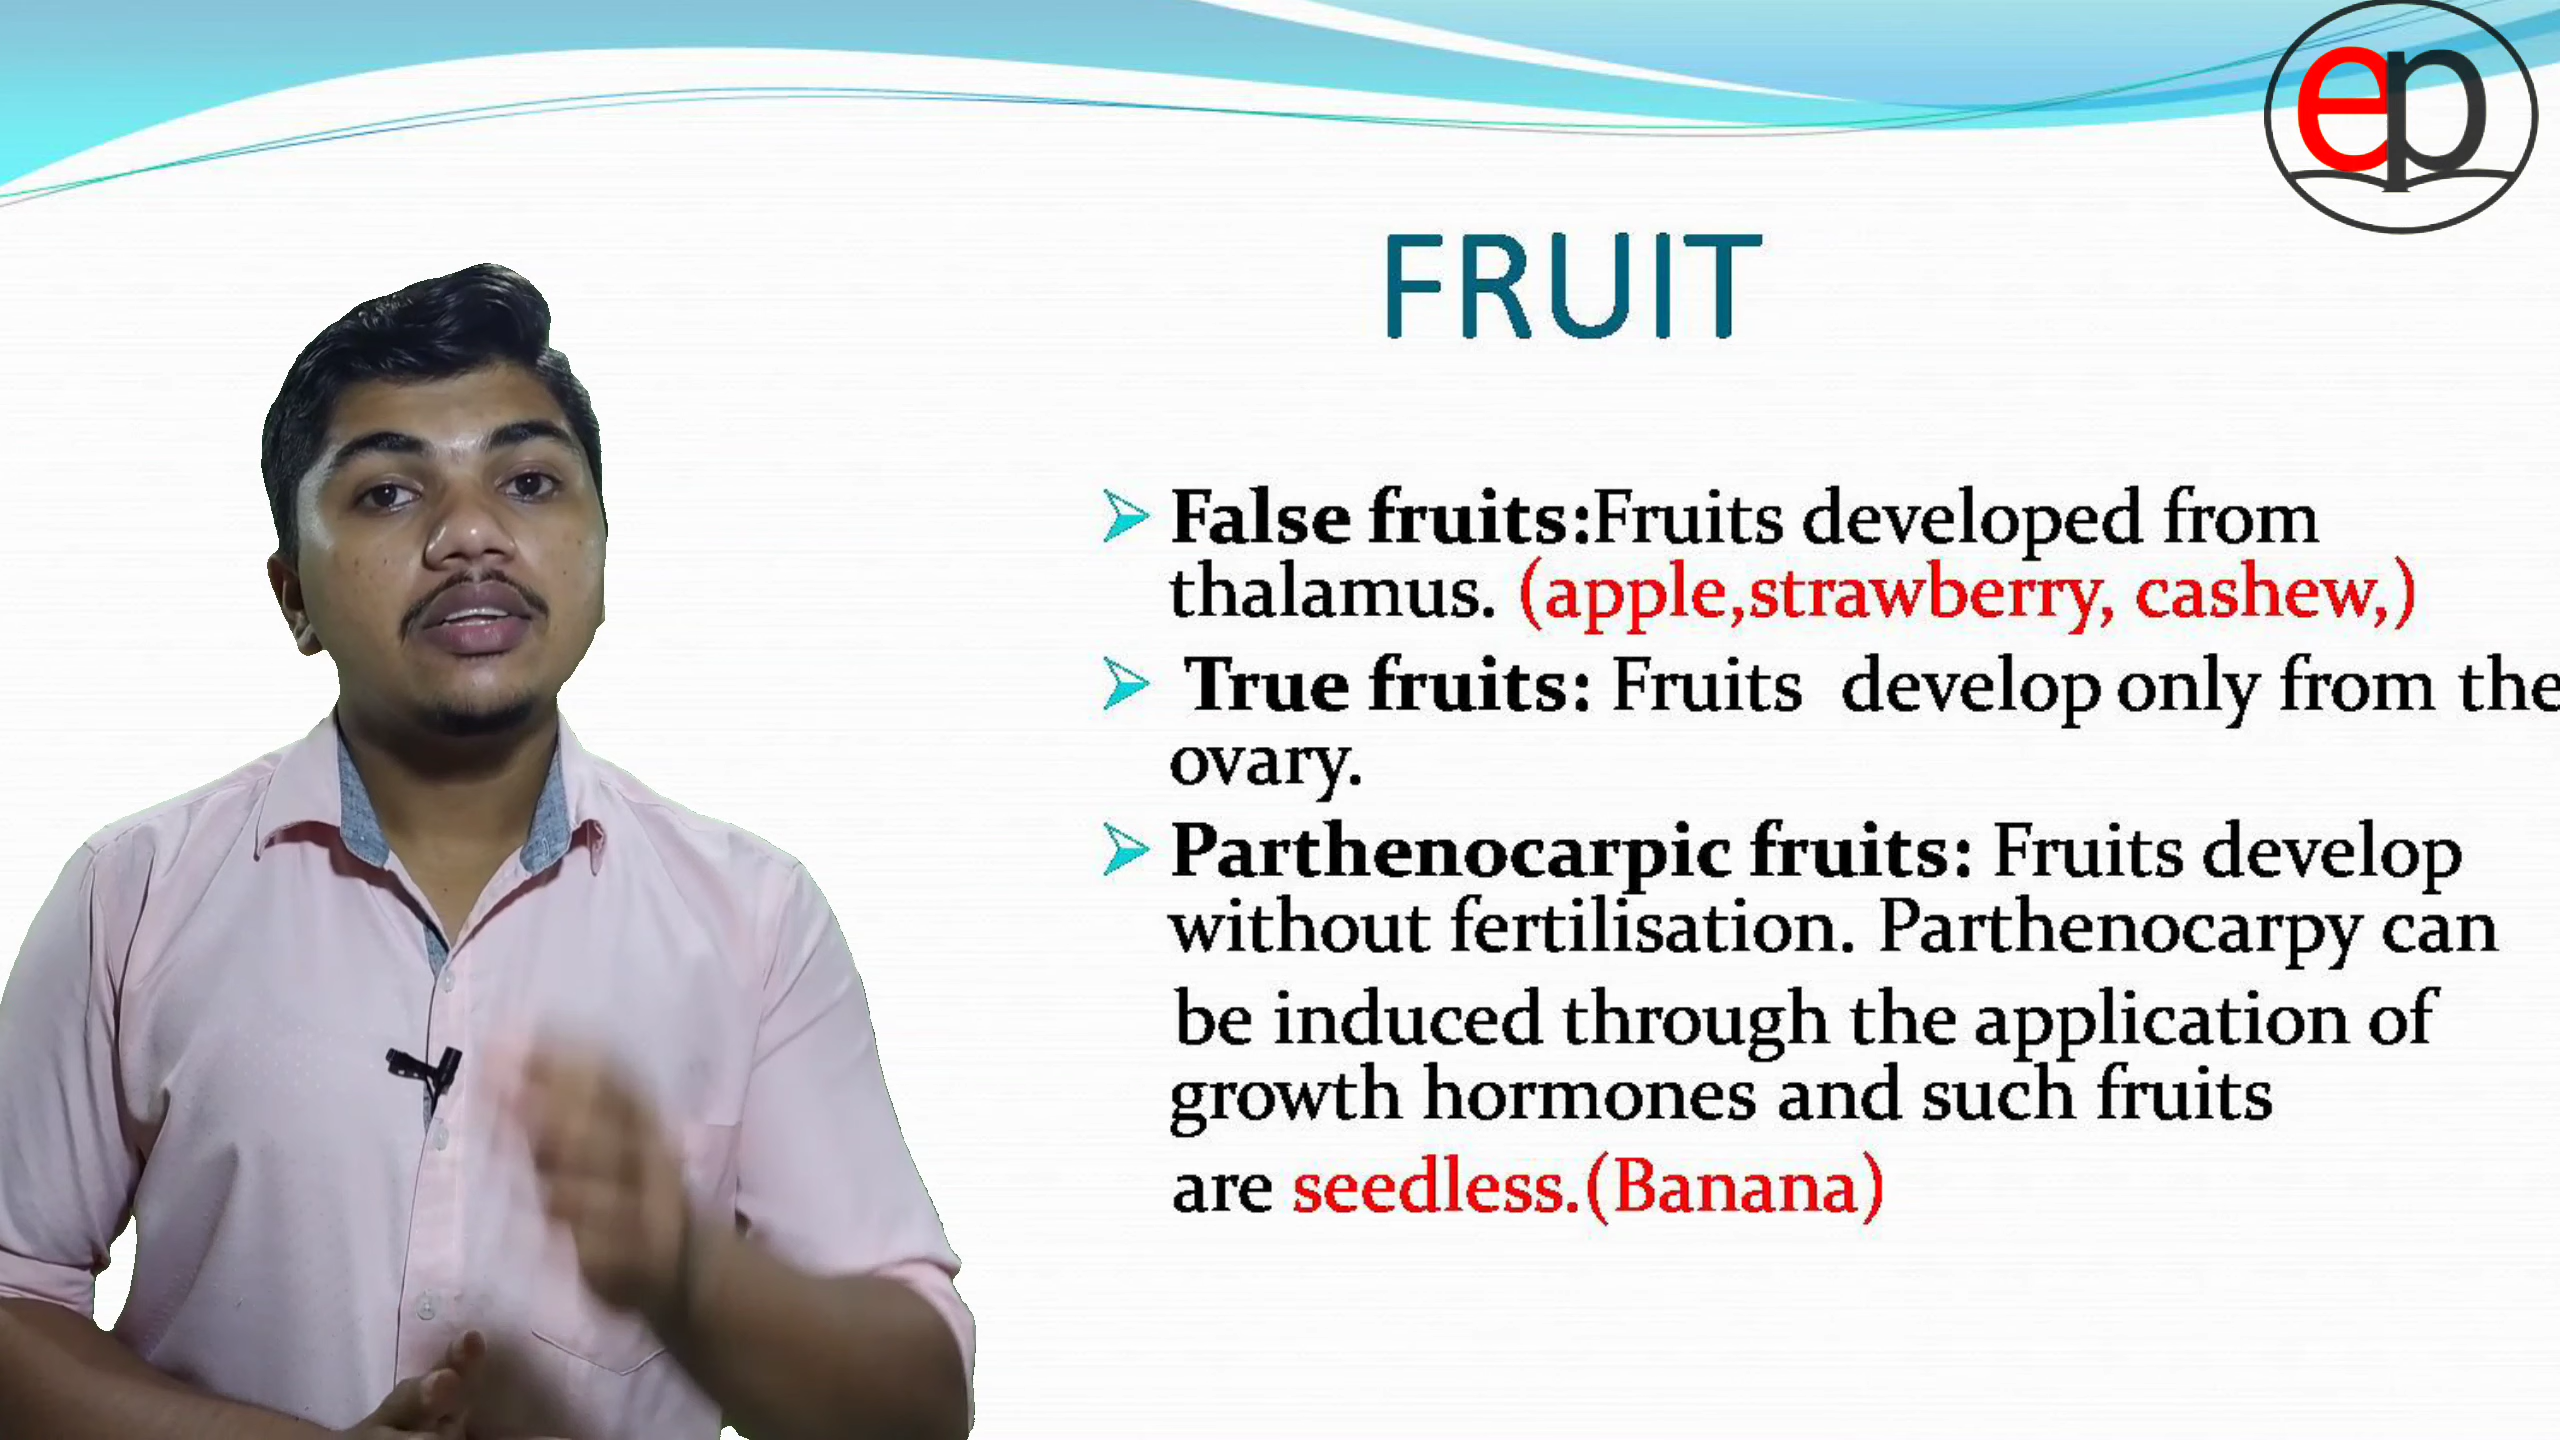 ep
FRUIT
➢ False fruits:Fruits developed from
thalamus. (apple,strawberry, cashew,)
➢ True fruits: Fruits develop only from the
ovary.
➢ Parthenocarpic fruits: Fruits develop
without fertilisation. Parthenocarpy can
be induced through the application of
growth hormones and such fruits
are seedless.(Banana)